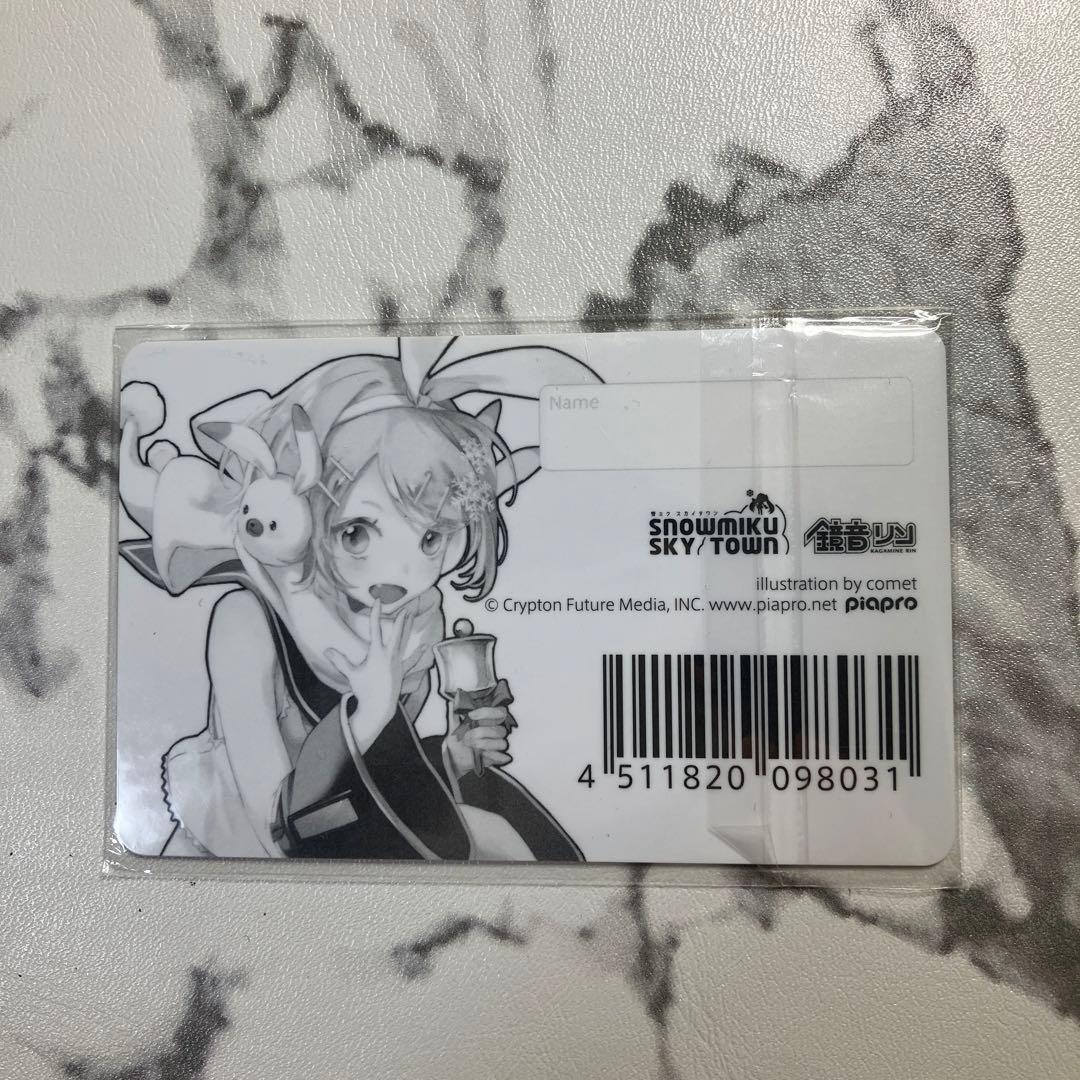 Name
雪ミク スカイタウン
SNOWMIKU
SKY TOWN
鏡音リン
KAGAMINE RIN
illustration by comet
© Crypton Future Media, INC. www.piapro.net piapro
4 511820 098031